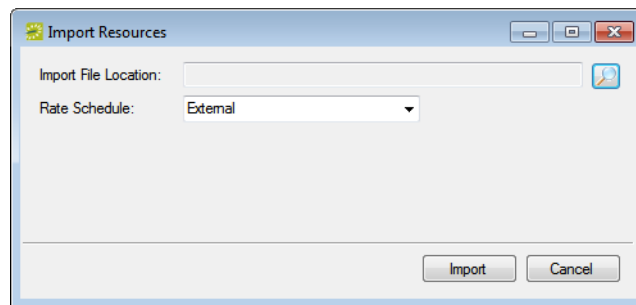 Import Resources
Import File Location:
Rate Schedule: External
Import Cancel